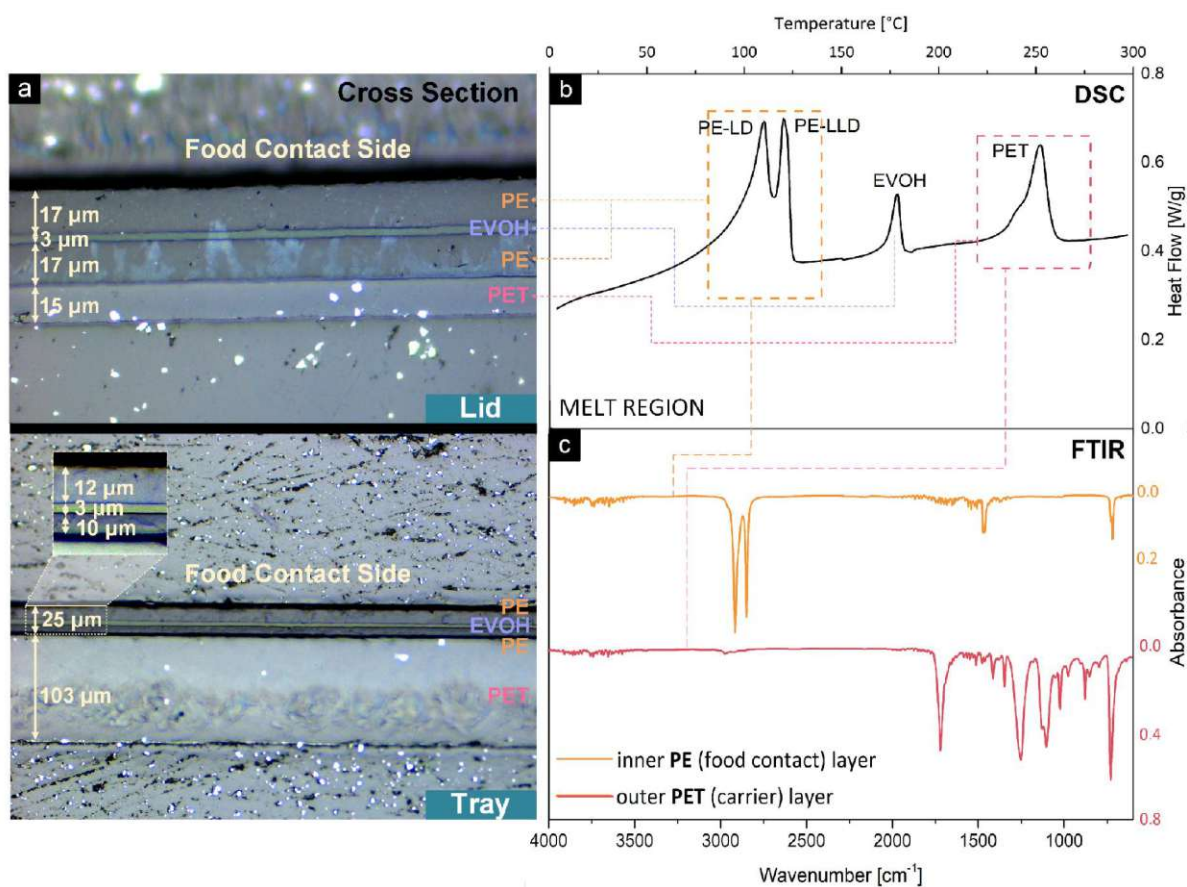 a
Cross Section
Food Contact Side
17 µm
3 µm
17 µm
15 µm
PE
EVOH
PE
PET
Lid
12 µm
3 µm
10 µm
Food Contact Side
25 µm
103 µm
PE
EVOH
PE
PET
Tray
Temperature [°C]
0 50 100 150 200 250 300
b
DSC
PE-LD
PE-LLD
EVOH
PET
MELT REGION
0.8
0.6
0.4
0.2
0.0
Heat Flow [W/g]
c
FTIR
0.0
0.2
0.0
0.4
0.8
Absorbance
inner PE (food contact) layer
outer PET (carrier) layer
4000 3000 2500 2000 1500 1000
Wavenumber [cm⁻¹]